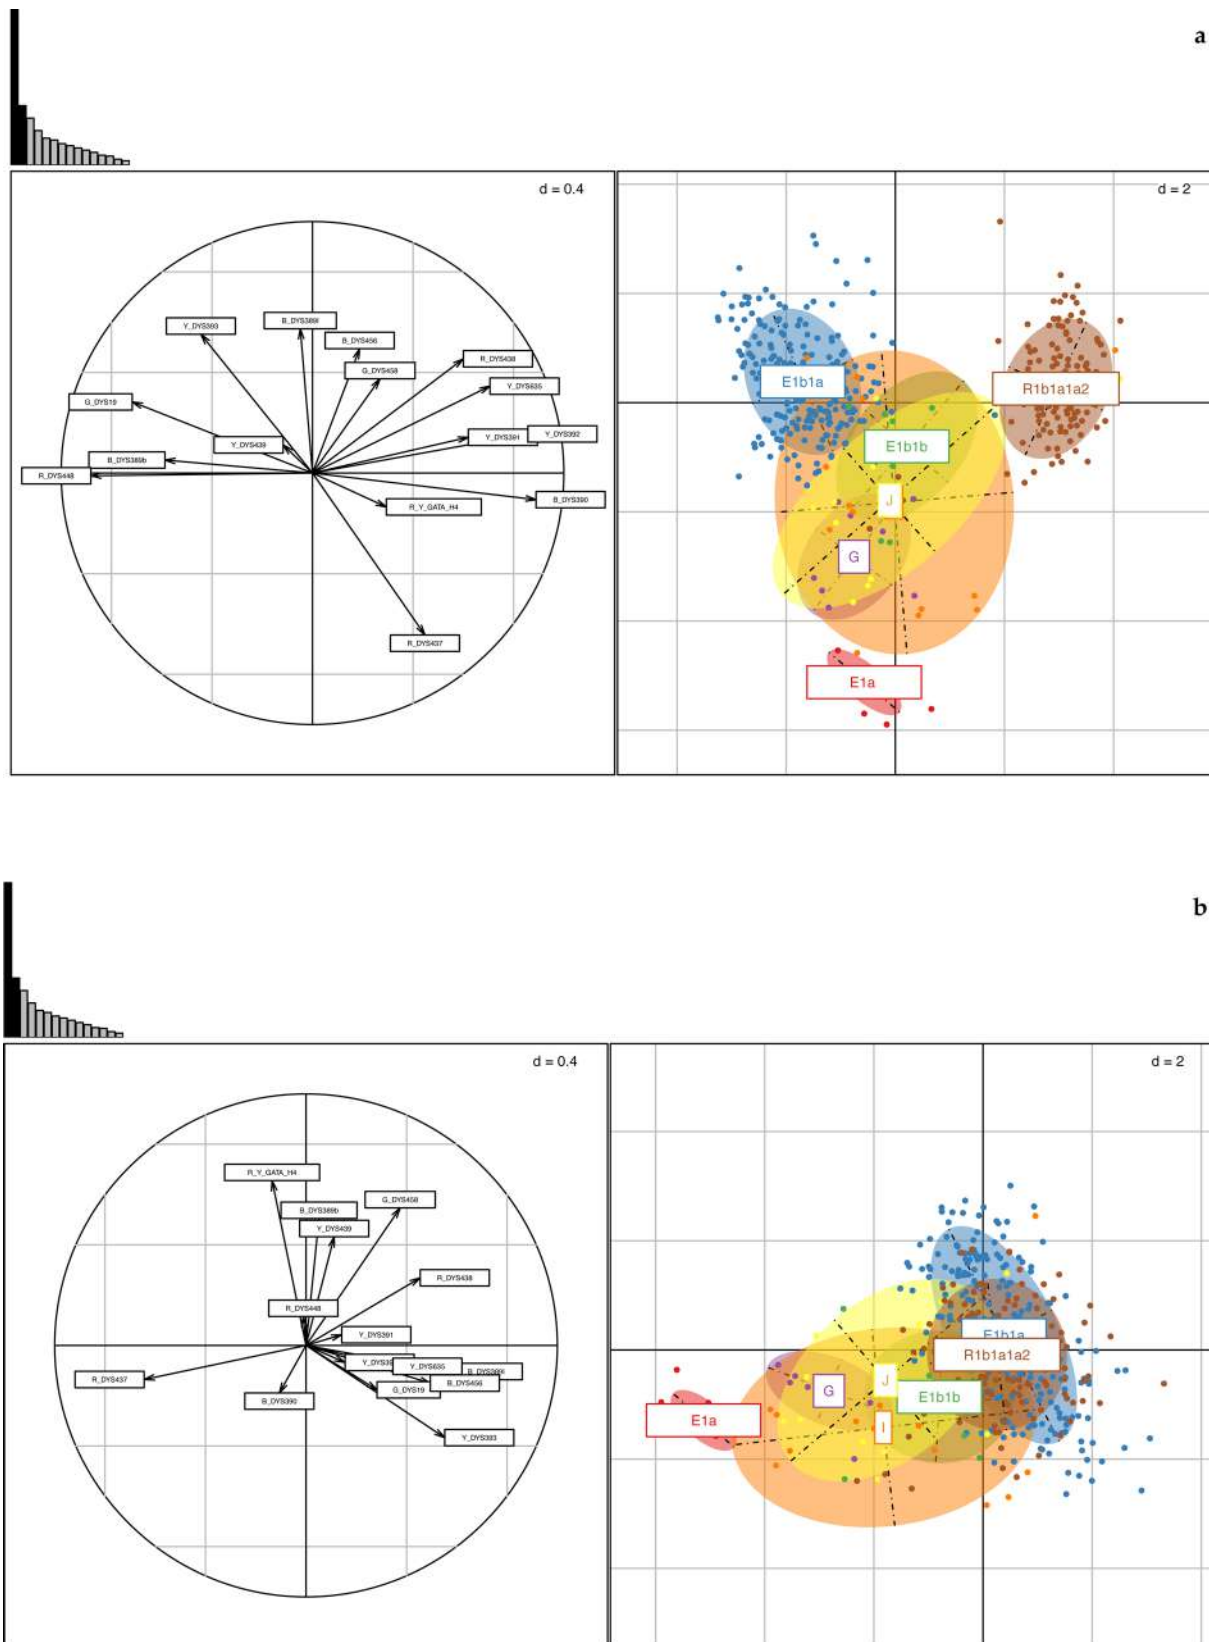 a
d = 0.4
d = 2
Y_DYS393
B_DYS389I
B_DYS456
R_DYS438
G_DYS458
Y_DYS635
G_DYS19
Y_DYS439
Y_DYS391
Y_DYS392
B_DYS389b
R_DYS448
B_DYS390
R_Y_GATA_H4
R_DYS437
E1b1a
R1b1a1a2
E1b1b
J
G
E1a
b
d = 0.4
d = 2
R_Y_GATA_H4
G_DYS458
B_DYS389b
Y_DYS439
R_DYS438
R_DYS448
Y_DYS391
Y_DYS635
R_DYS437
B_DYS456
G_DYS19
B_DYS390
Y_DYS393
E1b1a
R1b1a1a2
G
J
E1b1b
E1a
I